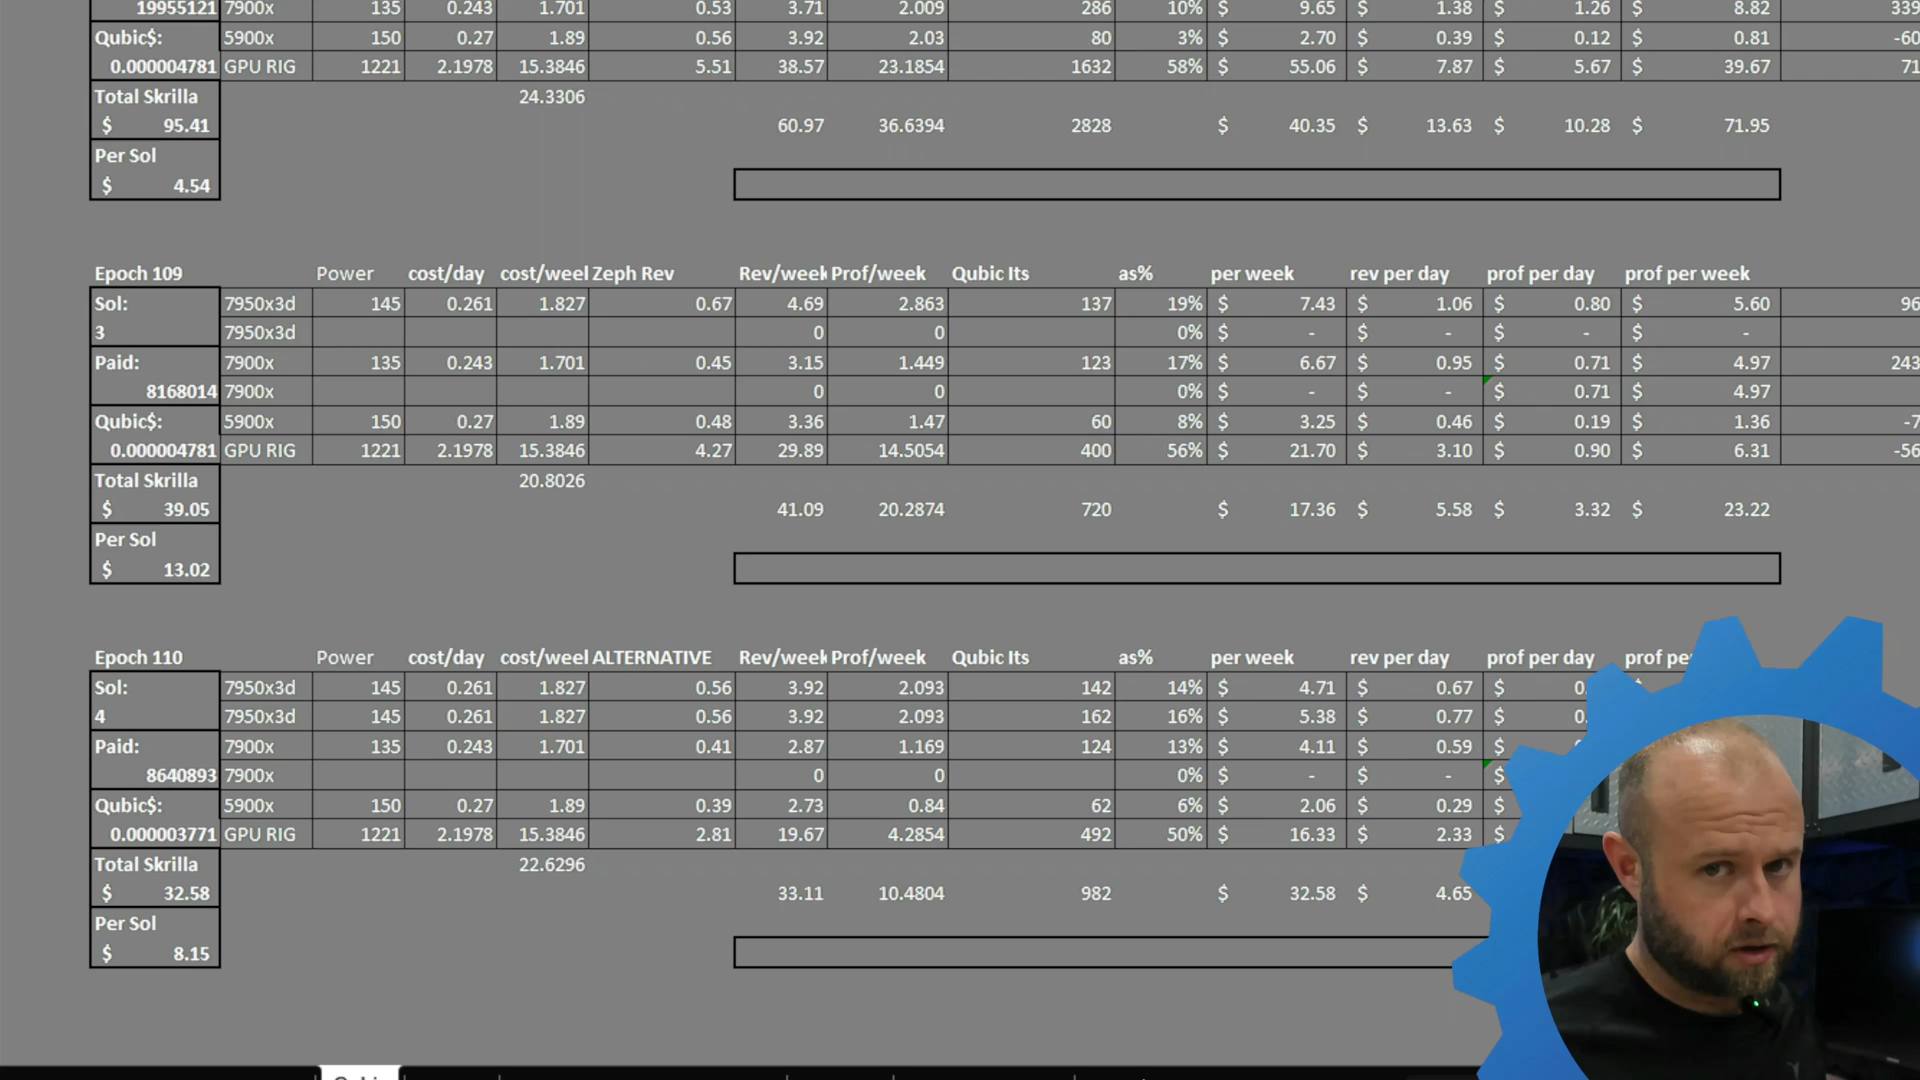 19955121 7900x 135 0.243 1.701 0.53 3.71 2.009 286 10% $ 9.65 $ 1.38 $ 1.26 $ 8.82 339
Qubic$: 5900x 150 0.27 1.89 0.56 3.92 2.03 80 3% $ 2.70 $ 0.39 $ 0.12 $ 0.81 -60
0.000004781 GPU RIG 1221 2.1978 15.3846 5.51 38.57 23.1854 1632 58% $ 55.06 $ 7.87 $ 5.67 $ 39.67 71
Total Skrilla 24.3306
$ 95.41 60.97 36.6394 2828 $ 40.35 $ 13.63 $ 10.28 $ 71.95
Per Sol
$ 4.54
Epoch 109 Power cost/day cost/weel Zeph Rev Rev/week Prof/week Qubic Its as% per week rev per day prof per day prof per week
Sol: 7950x3d 145 0.261 1.827 0.67 4.69 2.863 137 19% $ 7.43 $ 1.06 $ 0.80 $ 5.60 96
3 7950x3d 0 0 0% $ - $ - $ - $ -
Paid: 7900x 135 0.243 1.701 0.45 3.15 1.449 123 17% $ 6.67 $ 0.95 $ 0.71 $ 4.97 243
8168014 7900x 0 0 0% $ - $ - $ 0.71 $ 4.97
Qubic$: 5900x 150 0.27 1.89 0.48 3.36 1.47 60 8% $ 3.25 $ 0.46 $ 0.19 $ 1.36 -7
0.000004781 GPU RIG 1221 2.1978 15.3846 4.27 29.89 14.5054 400 56% $ 21.70 $ 3.10 $ 0.90 $ 6.31 -56
Total Skrilla 20.8026
$ 39.05 41.09 20.2874 720 $ 17.36 $ 5.58 $ 3.32 $ 23.22
Per Sol
$ 13.02
Epoch 110 Power cost/day cost/weel ALTERNATIVE Rev/week Prof/week Qubic Its as% per week rev per day prof per day prof pe
Sol: 7950x3d 145 0.261 1.827 0.56 3.92 2.093 142 14% $ 4.71 $ 0.67 $ 0.
4 7950x3d 145 0.261 1.827 0.56 3.92 2.093 162 16% $ 5.38 $ 0.77 $ 0.
Paid: 7900x 135 0.243 1.701 0.41 2.87 1.169 124 13% $ 4.11 $ 0.59 $
8640893 7900x 0 0 0% $ - $ - $
Qubic$: 5900x 150 0.27 1.89 0.39 2.73 0.84 62 6% $ 2.06 $ 0.29 $
0.000003771 GPU RIG 1221 2.1978 15.3846 2.81 19.67 4.2854 492 50% $ 16.33 $ 2.33 $
Total Skrilla 22.6296
$ 32.58 33.11 10.4804 982 $ 32.58 $ 4.65
Per Sol
$ 8.15